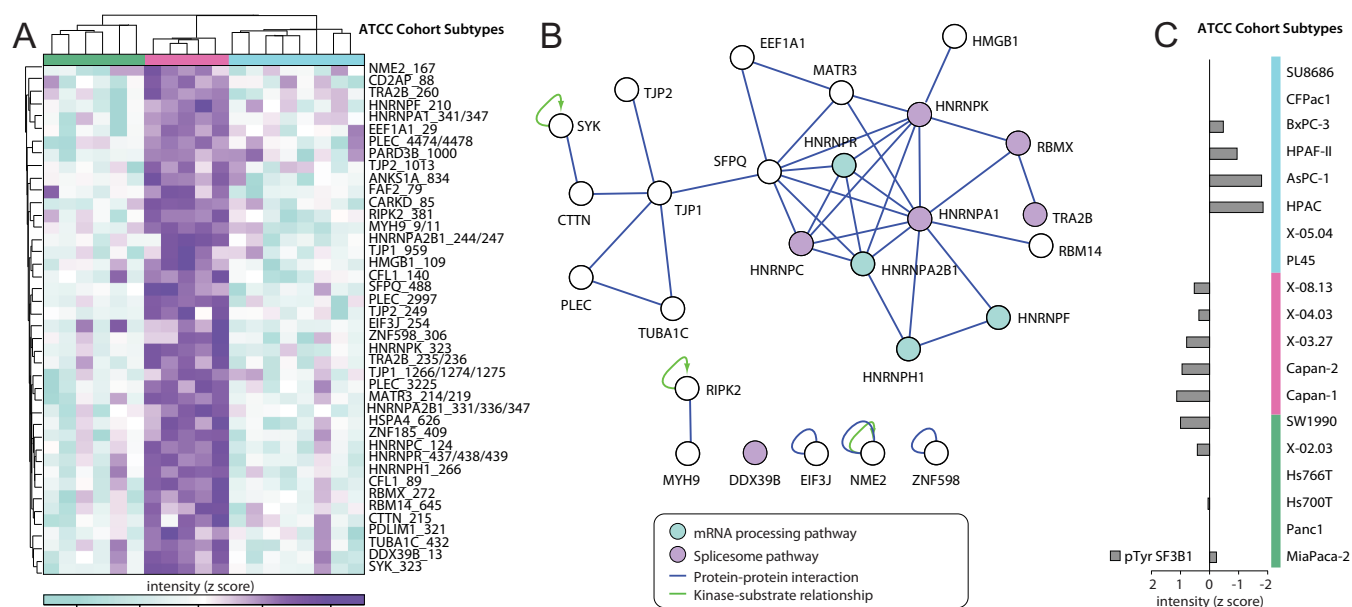 A
ATCC Cohort Subtypes
NME2_167
CD2AP_88
TRA2B_260
HNRNPF_210
HNRNPA1_341/347
EEF1A1_29
PLEC_4474/4478
PARD3B_1000
TJP2_1013
ANKS1A_834
FAF2_79
CARKD_85
RIPK2_381
MYH9_9/11
HNRNPA2B1_244/247
TJP1_959
HMGB1_109
CFL1_140
SFPQ_488
PLEC_2997
TJP2_249
EIF3J_254
ZNF598_306
HNRNPK_323
TRA2B_235/236
TJP1_1266/1274/1275
PLEC_3225
MATR3_214/219
HNRNPA2B1_331/336/347
HSPA4_626
ZNF185_409
HNRNPC_124
HNRNPR_437/438/439
HNRNPH1_266
CFL1_89
RBMX_272
RBM14_645
CTTN_215
PDLIM1_321
TUBA1C_432
DDX39B_13
SYK_323
intensity (z score)
B
EEF1A1
HMGB1
MATR3
TJP2
HNRNPK
SYK
HNRNPR
RBMX
SFPQ
CTTN
TJP1
HNRNPA1
TRA2B
RBM14
HNRNPC
HNRNPA2B1
PLEC
TUBA1C
HNRNPF
HNRNPH1
RIPK2
MYH9
DDX39B
EIF3J
NME2
ZNF598
mRNA processing pathway
Splicesome pathway
Protein-protein interaction
Kinase-substrate relationship
C
ATCC Cohort Subtypes
SU8686
CFPac1
BxPC-3
HPAF-II
AsPC-1
HPAC
X-05.04
PL45
X-08.13
X-04.03
X-03.27
Capan-2
Capan-1
SW1990
X-02.03
Hs766T
Hs700T
Panc1
MiaPaca-2
pTyr SF3B1
2 1 0 -1 -2
intensity (z score)